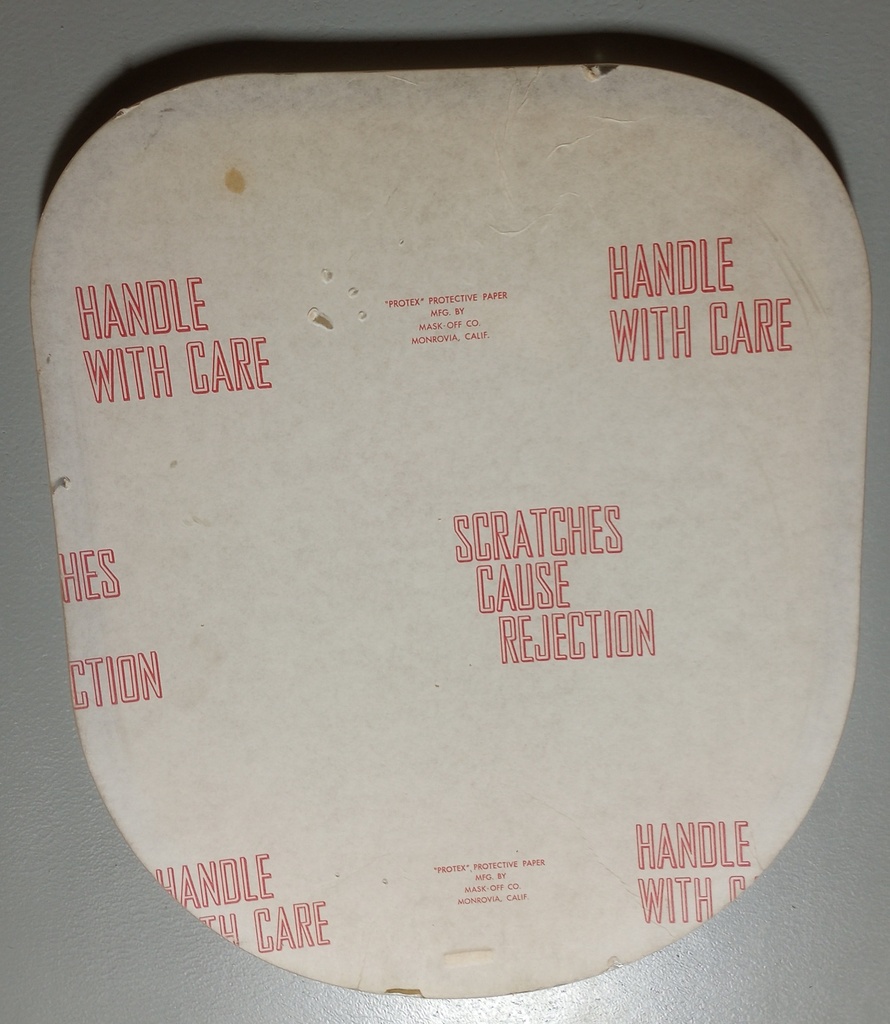 HANDLE
WITH CARE
"PROTEX" PROTECTIVE PAPER
MFG. BY
MASK-OFF CO.
MONROVIA, CALIF.
HANDLE
WITH CARE
HES
CTION
SCRATCHES
CAUSE
REJECTION
HANDLE
TH CARE
"PROTEX" PROTECTIVE PAPER
MFG. BY
MASK-OFF CO.
MONROVIA, CALIF.
HANDLE
WITH C